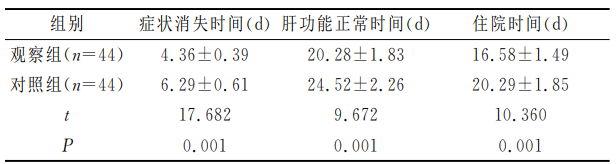 组别 症状消失时间(d) 肝功能正常时间(d) 住院时间(d)
观察组(n=44) 4.36±0.39 20.28±1.83 16.58±1.49
对照组(n=44) 6.29±0.61 24.52±2.26 20.29±1.85
t 17.682 9.672 10.360
P 0.001 0.001 0.001